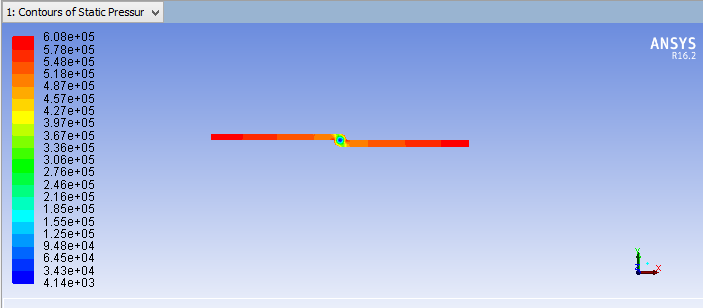 1: Contours of Static Pressur
6.08e+05
5.78e+05
5.48e+05
5.18e+05
4.87e+05
4.57e+05
4.27e+05
3.97e+05
3.67e+05
3.36e+05
3.06e+05
2.76e+05
2.46e+05
2.16e+05
1.85e+05
1.55e+05
1.25e+05
9.48e+04
6.45e+04
3.43e+04
4.14e+03
ANSYS
R16.2
Y
Z
X